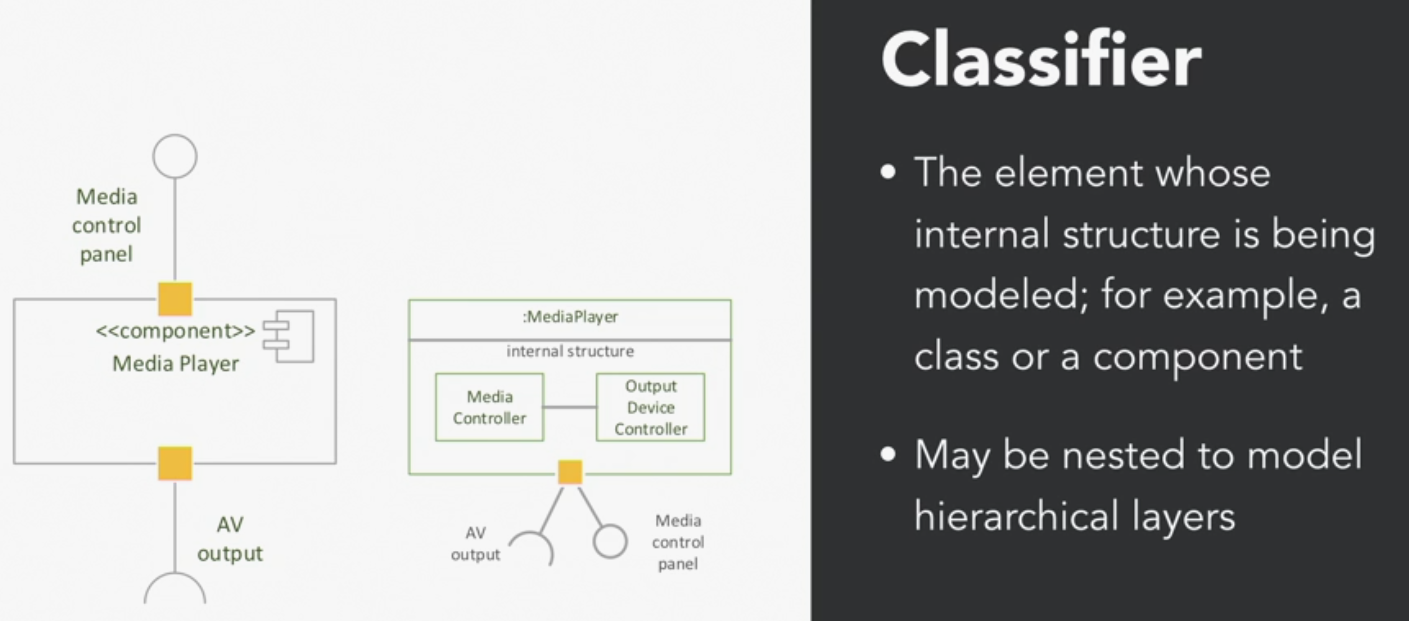 Classifier
• The element whose
internal structure is being
modeled; for example, a
class or a component
• May be nested to model
hierarchical layers
Media
control
panel
<<component>>
Media Player
AV
output
:MediaPlayer
internal structure
Media
Controller
Output
Device
Controller
AV
output
Media
control
panel